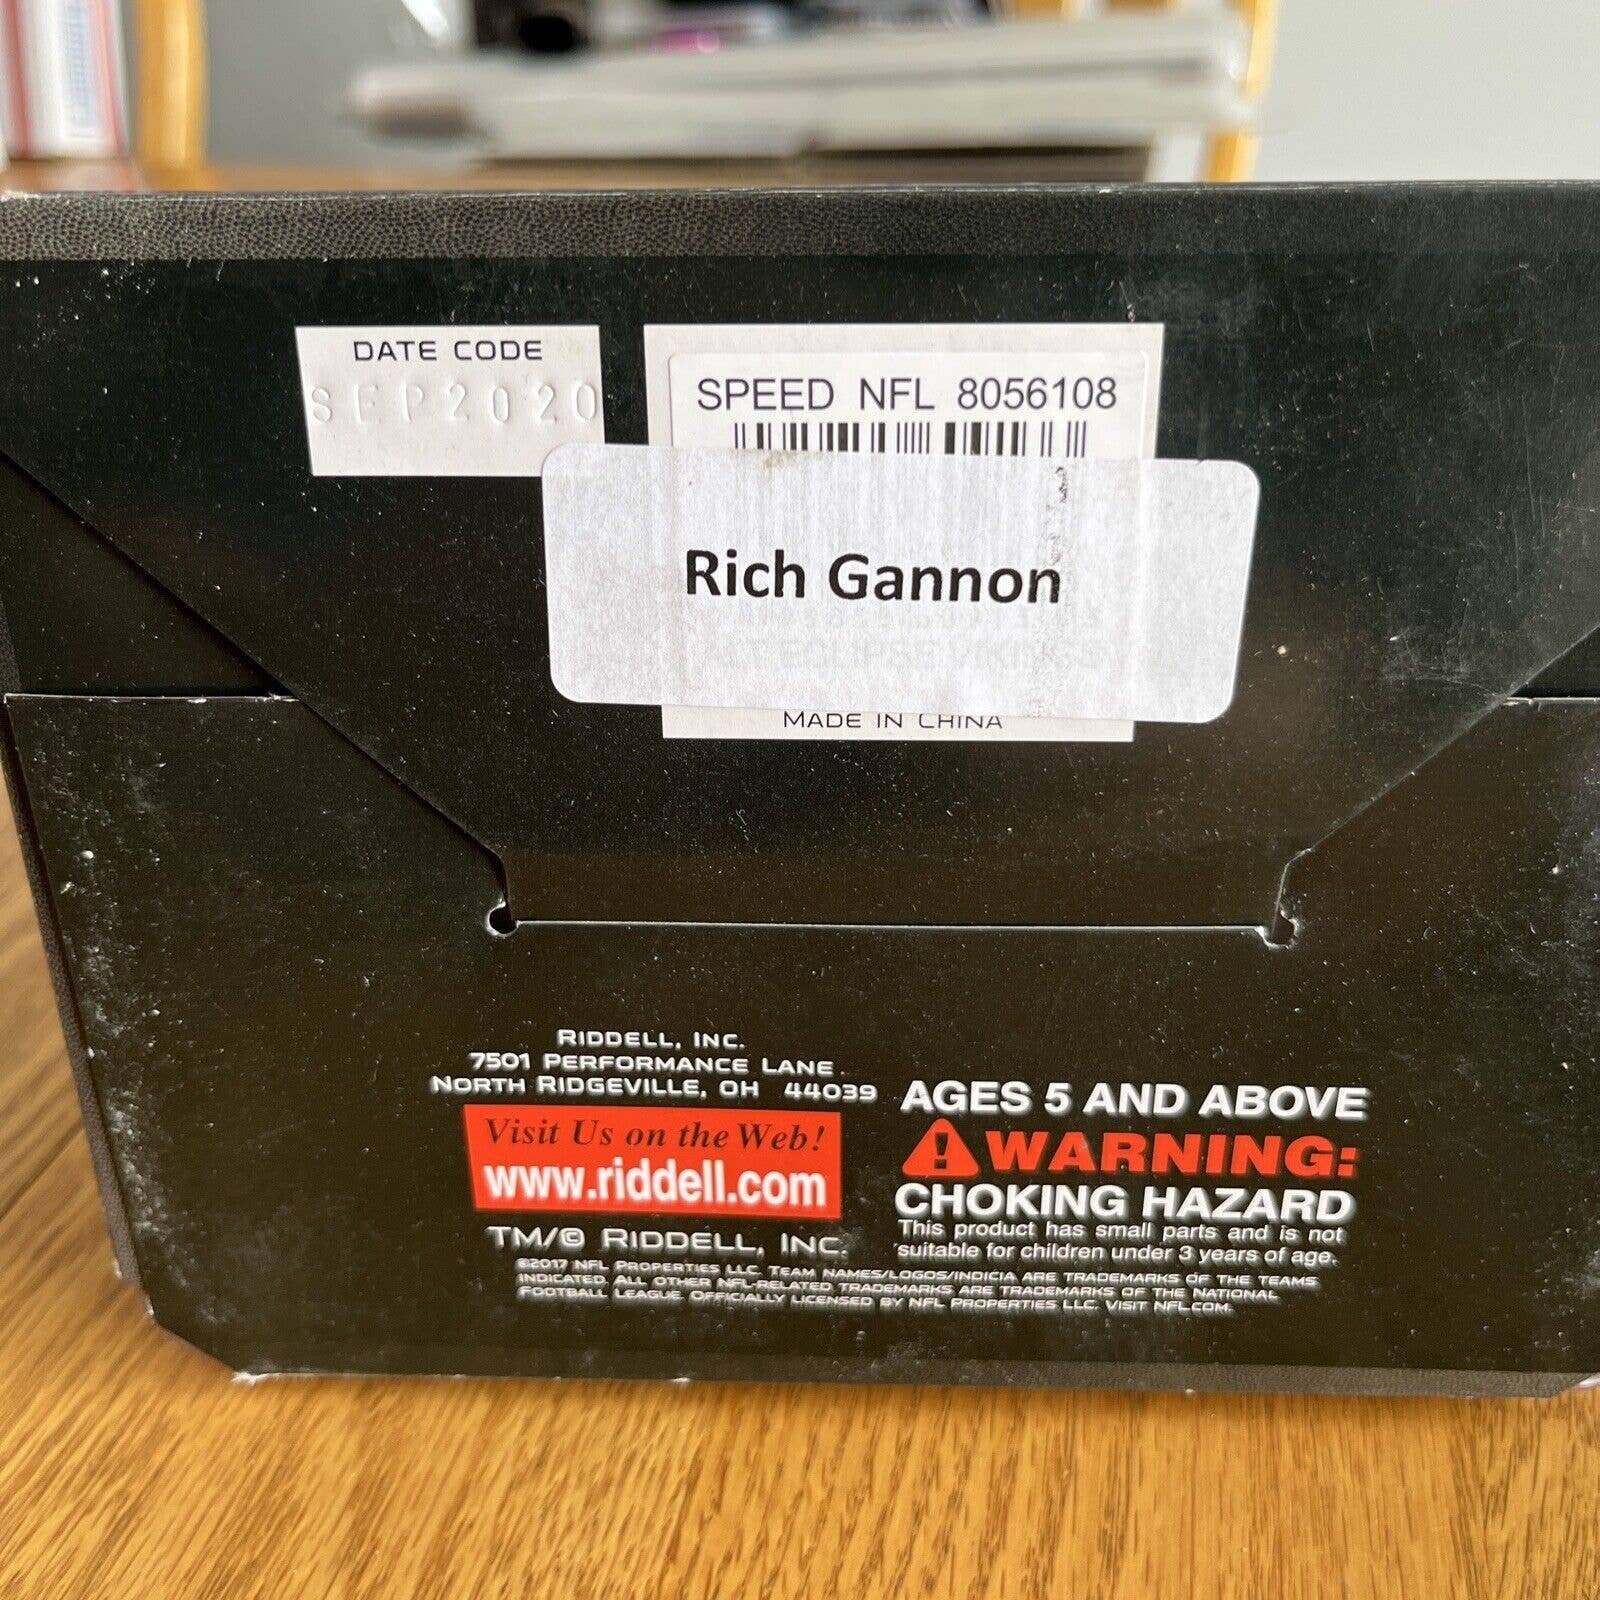 DATE CODE
SEP2020
SPEED NFL 8056108
Rich Gannon
ECLIPSE VIKINGS
MADE IN CHINA
RIDDELL, INC.
7501 PERFORMANCE LANE
NORTH RIDGEVILLE, OH 44039
Visit Us on the Web!
www.riddell.com
TM/© RIDDELL, INC.
AGES 5 AND ABOVE
WARNING:
CHOKING HAZARD
This product has small parts and is not
suitable for children under 3 years of age.
©2017 NFL PROPERTIES LLC. TEAM NAMES/LOGOS/INDICIA ARE TRADEMARKS OF THE TEAMS
INDICATED. ALL OTHER NFL-RELATED TRADEMARKS ARE TRADEMARKS OF THE NATIONAL
FOOTBALL LEAGUE. OFFICIALLY LICENSED BY NFL PROPERTIES LLC. VISIT NFL.COM.